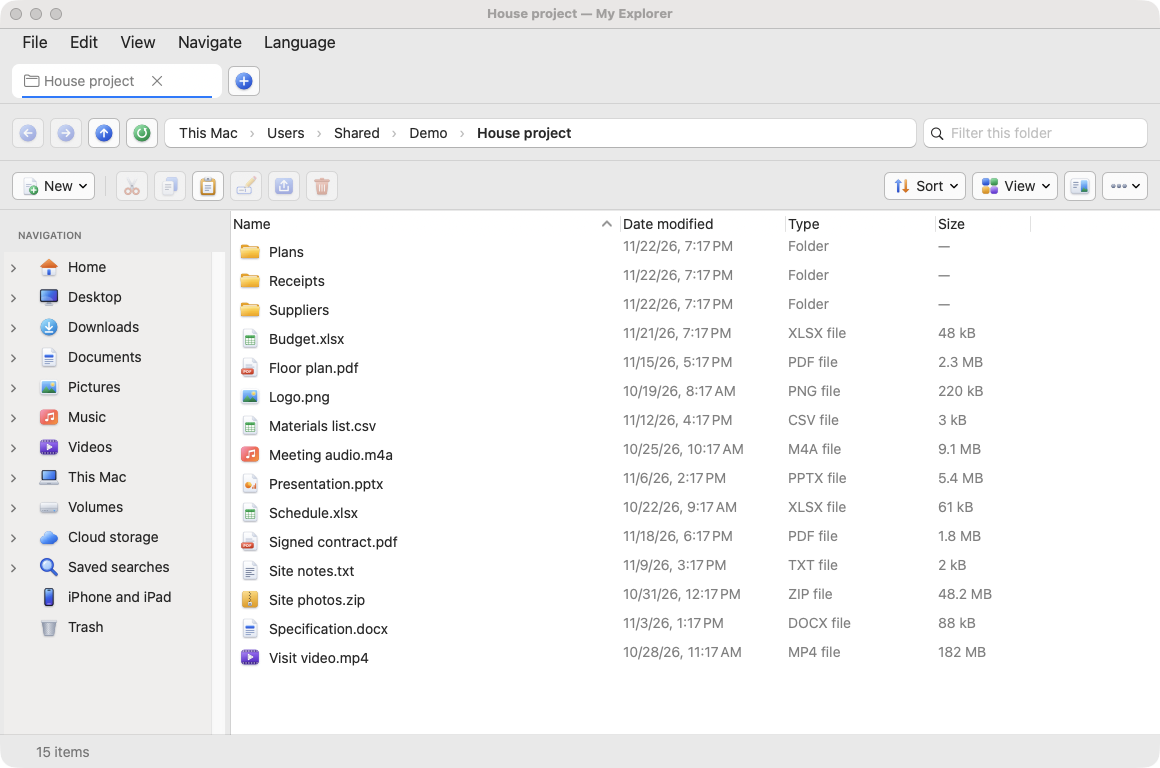 House project — My Explorer
File Edit View Navigate Language
House project
This Mac › Users › Shared › Demo › House project
Filter this folder
New Sort View
NAVIGATION
Home
Desktop
Downloads
Documents
Pictures
Music
Videos
This Mac
Volumes
Cloud storage
Saved searches
iPhone and iPad
Trash
Name Date modified Type Size
Plans 11/22/26, 7:17 PM Folder —
Receipts 11/22/26, 7:17 PM Folder —
Suppliers 11/22/26, 7:17 PM Folder —
Budget.xlsx 11/21/26, 7:17 PM XLSX file 48 kB
Floor plan.pdf 11/15/26, 5:17 PM PDF file 2.3 MB
Logo.png 10/19/26, 8:17 AM PNG file 220 kB
Materials list.csv 11/12/26, 4:17 PM CSV file 3 kB
Meeting audio.m4a 10/25/26, 10:17 AM M4A file 9.1 MB
Presentation.pptx 11/6/26, 2:17 PM PPTX file 5.4 MB
Schedule.xlsx 10/22/26, 9:17 AM XLSX file 61 kB
Signed contract.pdf 11/18/26, 6:17 PM PDF file 1.8 MB
Site notes.txt 11/9/26, 3:17 PM TXT file 2 kB
Site photos.zip 10/31/26, 12:17 PM ZIP file 48.2 MB
Specification.docx 11/3/26, 1:17 PM DOCX file 88 kB
Visit video.mp4 10/28/26, 11:17 AM MP4 file 182 MB
15 items